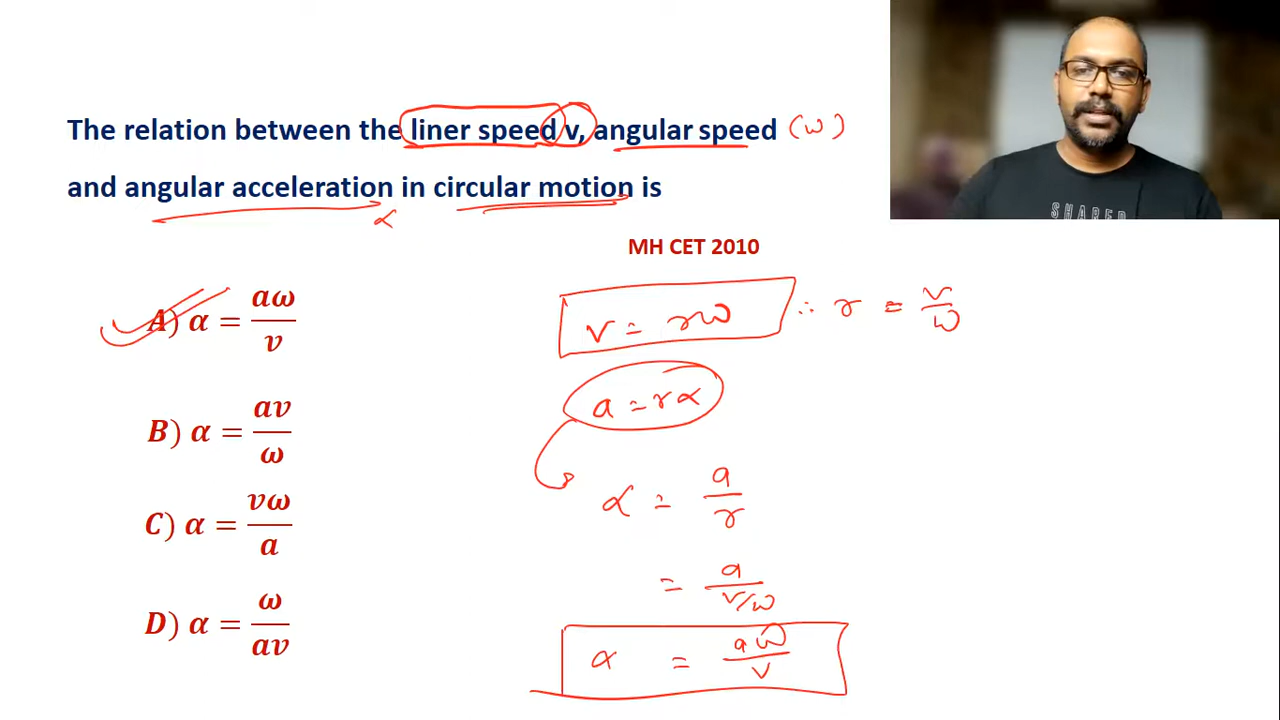 The relation between the liner speed v, angular speed (ω)
and angular acceleration in circular motion is
α
MH CET 2010
A) α = aω/v
B) α = av/ω
C) α = vω/a
D) α = ω/av
v = rω ∴ r = v/ω
a = rα
α = a/r
= a/v/ω
α = aω/v
SHARED